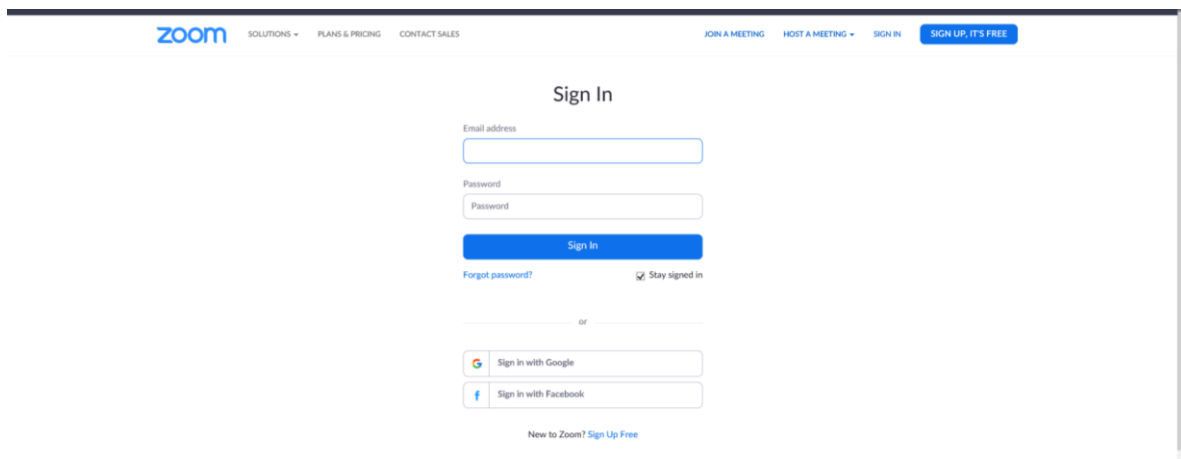 zoom SOLUTIONS PLANS & PRICING CONTACT SALES JOIN A MEETING HOST A MEETING SIGN IN SIGN UP, IT'S FREE
Sign In
Email address
Password
Password
Sign In
Forgot password? Stay signed in
or
Sign in with Google
Sign in with Facebook
New to Zoom? Sign Up Free